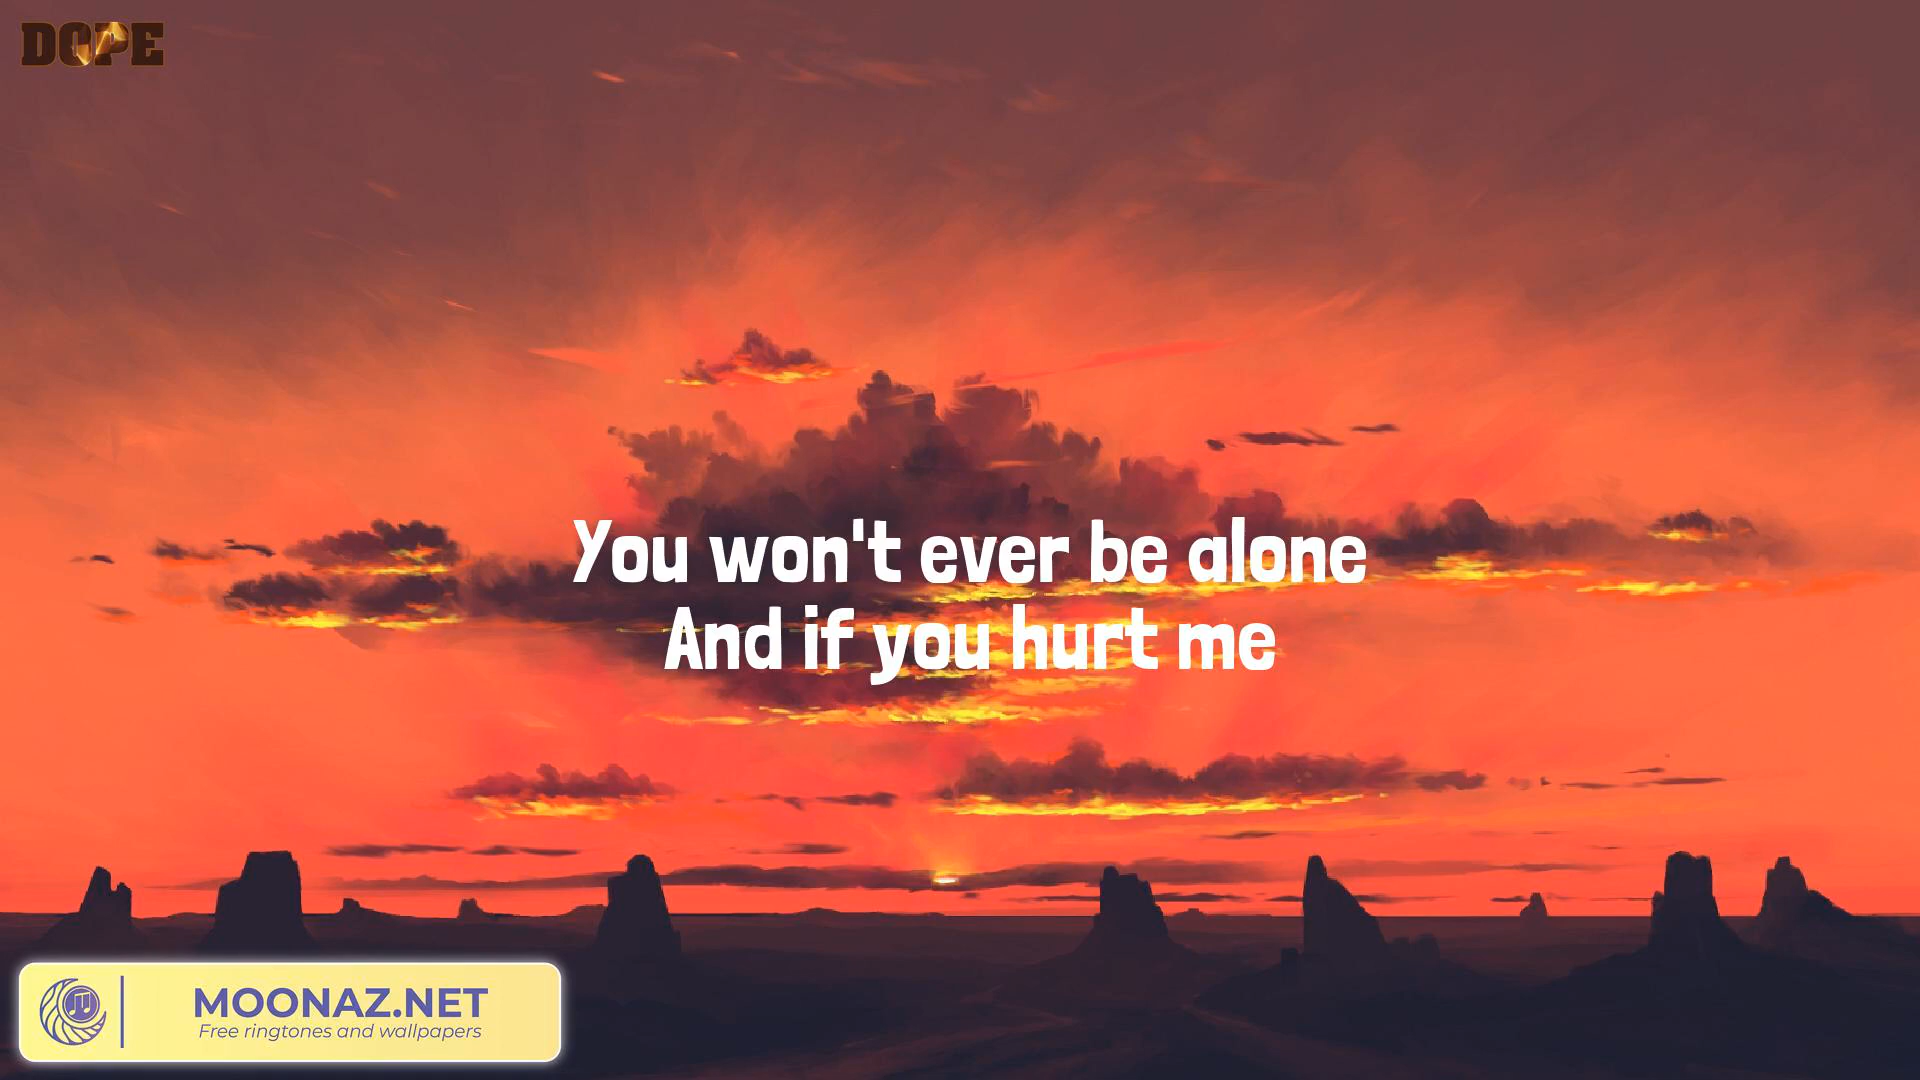 DOPE
You won't ever be alone
And if you hurt me
MOONAZ.NET
Free ringtones and wallpapers